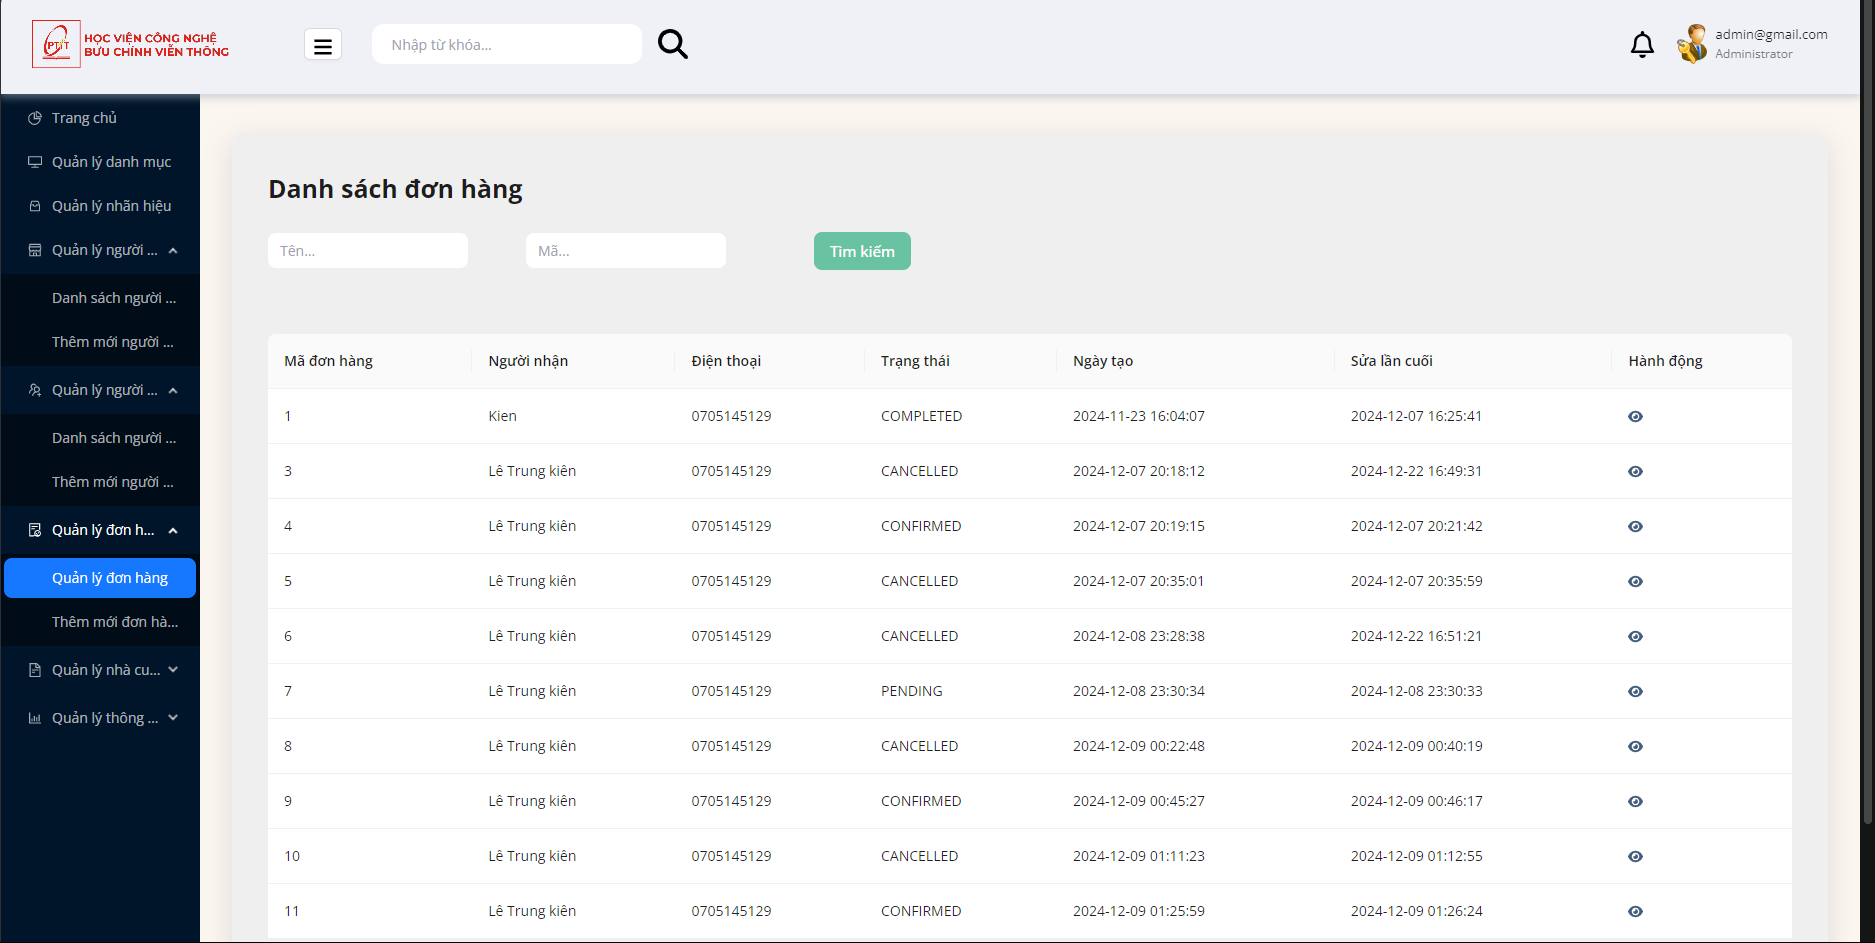 PTIT
HỌC VIỆN CÔNG NGHỆ
BƯU CHÍNH VIỄN THÔNG
Nhập từ khóa...
admin@gmail.com
Administrator
Trang chủ
Quản lý danh mục
Quản lý nhãn hiệu
Quản lý người ...
Danh sách người ...
Thêm mới người ...
Quản lý người ...
Danh sách người ...
Thêm mới người ...
Quản lý đơn h...
Quản lý đơn hàng
Thêm mới đơn hà...
Quản lý nhà cu...
Quản lý thông ...
Danh sách đơn hàng
Tên... Mã... Tìm kiếm
Mã đơn hàng Người nhận Điện thoại Trạng thái Ngày tạo Sửa lần cuối Hành động
1 Kien 0705145129 COMPLETED 2024-11-23 16:04:07 2024-12-07 16:25:41
3 Lê Trung kiên 0705145129 CANCELLED 2024-12-07 20:18:12 2024-12-22 16:49:31
4 Lê Trung kiên 0705145129 CONFIRMED 2024-12-07 20:19:15 2024-12-07 20:21:42
5 Lê Trung kiên 0705145129 CANCELLED 2024-12-07 20:35:01 2024-12-07 20:35:59
6 Lê Trung kiên 0705145129 CANCELLED 2024-12-08 23:28:38 2024-12-22 16:51:21
7 Lê Trung kiên 0705145129 PENDING 2024-12-08 23:30:34 2024-12-08 23:30:33
8 Lê Trung kiên 0705145129 CANCELLED 2024-12-09 00:22:48 2024-12-09 00:40:19
9 Lê Trung kiên 0705145129 CONFIRMED 2024-12-09 00:45:27 2024-12-09 00:46:17
10 Lê Trung kiên 0705145129 CANCELLED 2024-12-09 01:11:23 2024-12-09 01:12:55
11 Lê Trung kiên 0705145129 CONFIRMED 2024-12-09 01:25:59 2024-12-09 01:26:24